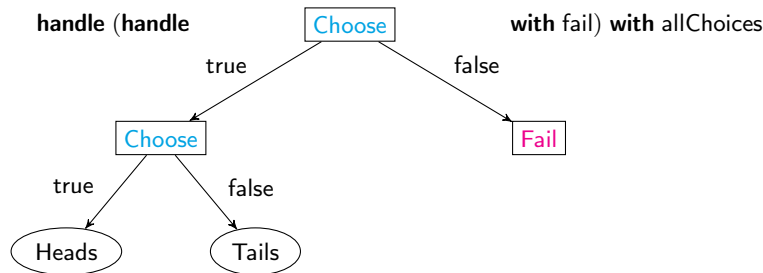 handle (handle Choose with fail) with allChoices
true false
Choose Fail
true false
Heads Tails